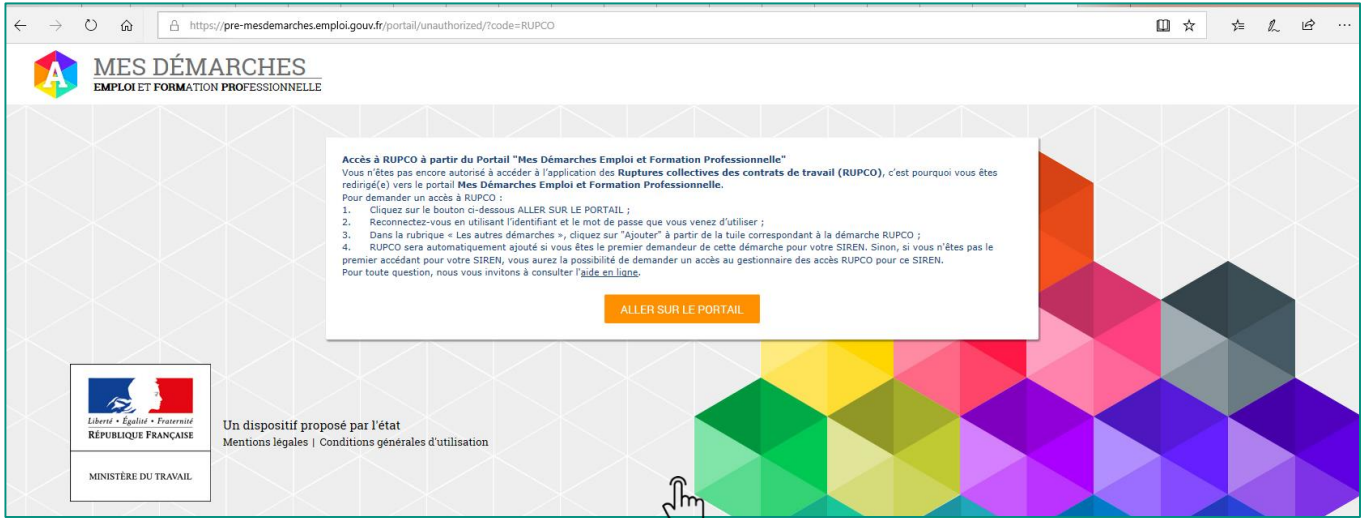 https://pre-mesdemarches.emploi.gouv.fr/portail/unauthorized/?code=RUPCO
A
MES DÉMARCHES
EMPLOI ET FORMATION PROFESSIONNELLE
Accès à RUPCO à partir du Portail "Mes Démarches Emploi et Formation Professionnelle"
Vous n'êtes pas encore autorisé à accéder à l'application des Ruptures collectives des contrats de travail (RUPCO), c'est pourquoi vous êtes
redirigé(e) vers le portail Mes Démarches Emploi et Formation Professionnelle.
Pour demander un accès à RUPCO :
1. Cliquez sur le bouton ci-dessous ALLER SUR LE PORTAIL ;
2. Reconnectez-vous en utilisant l'identifiant et le mot de passe que vous venez d'utiliser ;
3. Dans la rubrique « Les autres démarches », cliquez sur "Ajouter" à partir de la tuile correspondant à la démarche RUPCO ;
4. RUPCO sera automatiquement ajouté si vous êtes le premier demandeur de cette démarche pour votre SIREN. Sinon, si vous n'êtes pas le
premier accédant pour votre SIREN, vous aurez la possibilité de demander un accès au gestionnaire des accès RUPCO pour ce SIREN.
Pour toute question, nous vous invitons à consulter l'aide en ligne.
ALLER SUR LE PORTAIL
Liberté • Égalité • Fraternité
RÉPUBLIQUE FRANÇAISE
MINISTÈRE DU TRAVAIL
Un dispositif proposé par l'état
Mentions légales | Conditions générales d'utilisation